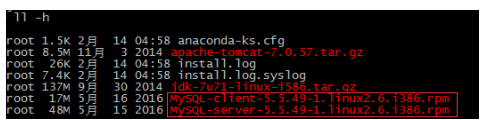 ll -h
root 1.5K 2月 14 04:58 anaconda-ks.cfg
root 8.5M 11月 3 2014 apache-tomcat-7.0.57.tar.gz
root 26K 2月 14 04:58 install.log
root 7.4K 2月 14 04:58 install.log.syslog
root 137M 9月 30 2014 jdk-7u71-linux-i586.tar.gz
root 17M 5月 16 2016 MySQL-client-5.5.49-1.linux2.6.i386.rpm
root 48M 5月 15 2016 MySQL-server-5.5.49-1.linux2.6.i386.rpm